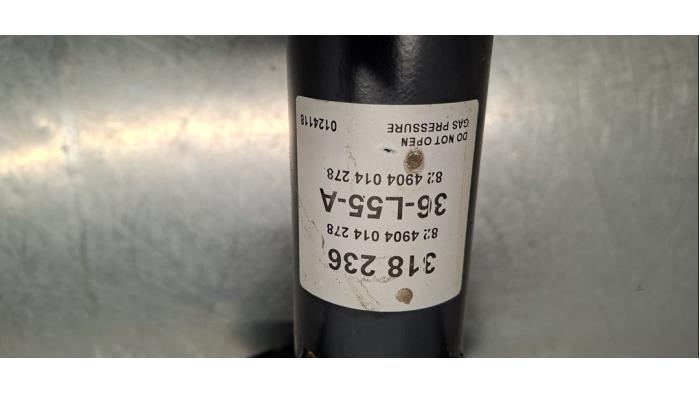 318 236
82 4904 014 278
36-L55-A
82 4904 014 278
DO NOT OPEN
GAS PRESSURE
0124118